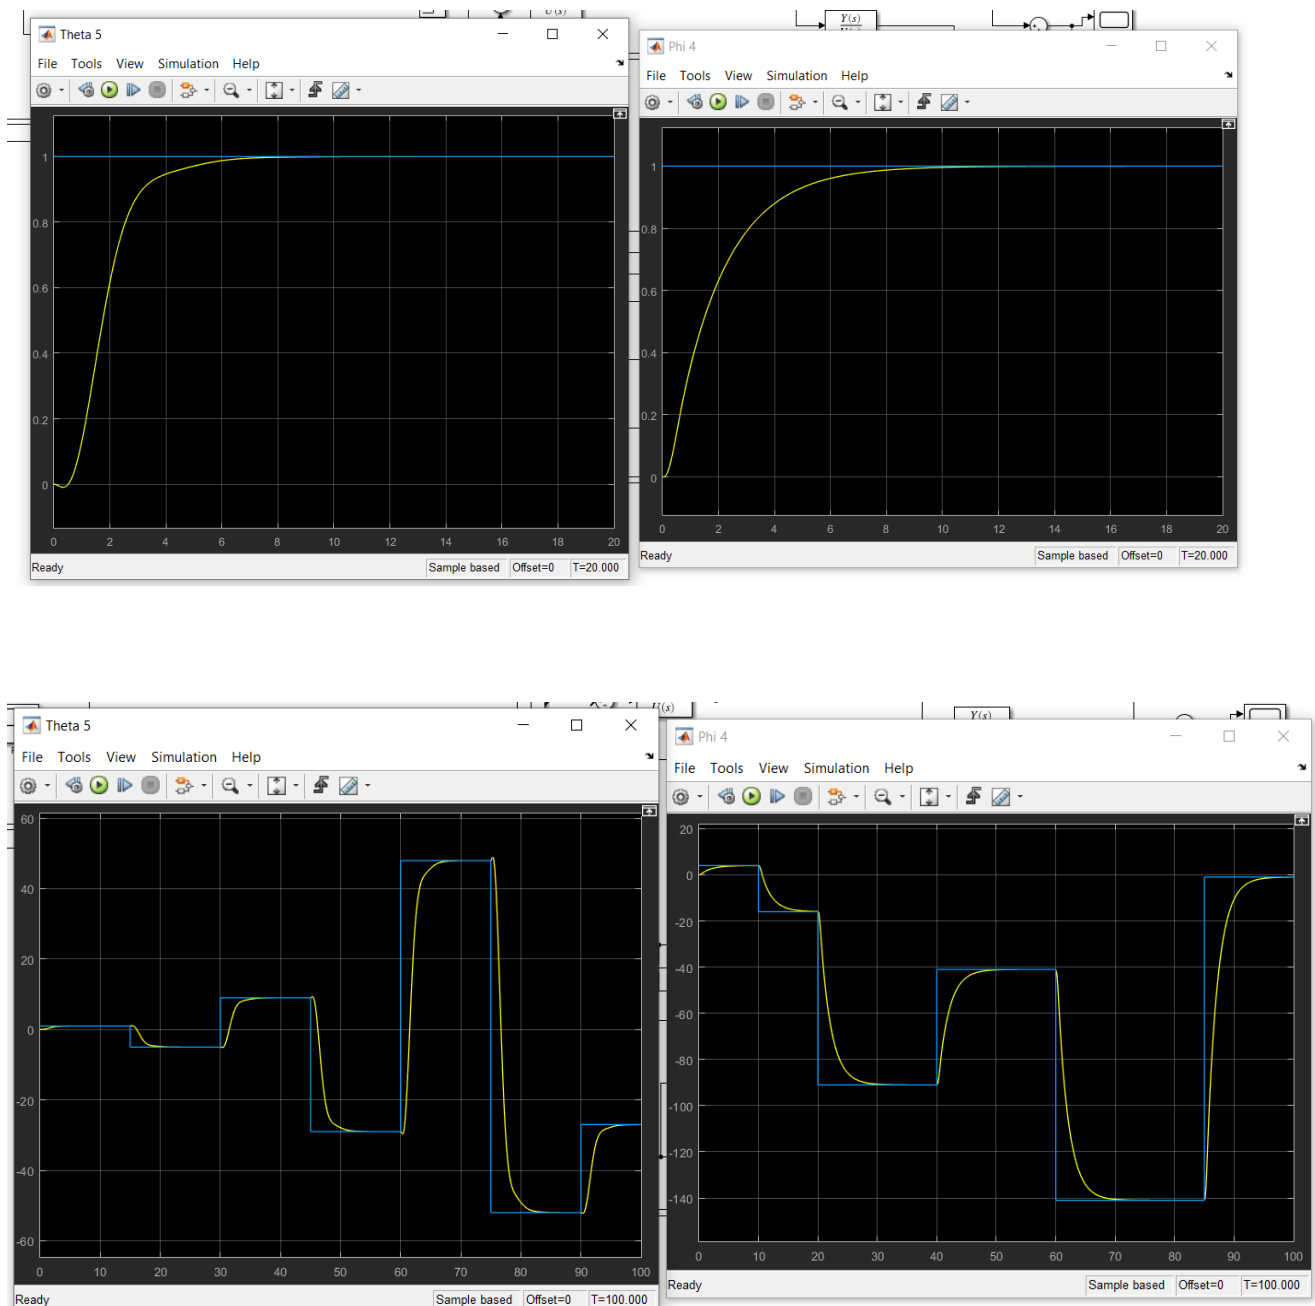 U(s)
Y(s)
Theta 5
File Tools View Simulation Help
1
0.8
0.6
0.4
0.2
0
0 2 4 6 8 10 12 14 16 18 20
Ready Sample based Offset=0 T=20.000
Phi 4
File Tools View Simulation Help
1
0.8
0.6
0.4
0.2
0
0 2 4 6 8 10 12 14 16 18 20
Ready Sample based Offset=0 T=20.000
U(s)
Y(s)
Theta 5
File Tools View Simulation Help
60
40
20
0
-20
-40
-60
0 10 20 30 40 50 60 70 80 90 100
Ready Sample based Offset=0 T=100.000
Phi 4
File Tools View Simulation Help
20
0
-20
-40
-60
-80
-100
-120
-140
0 10 20 30 40 50 60 70 80 90 100
Ready Sample based Offset=0 T=100.000